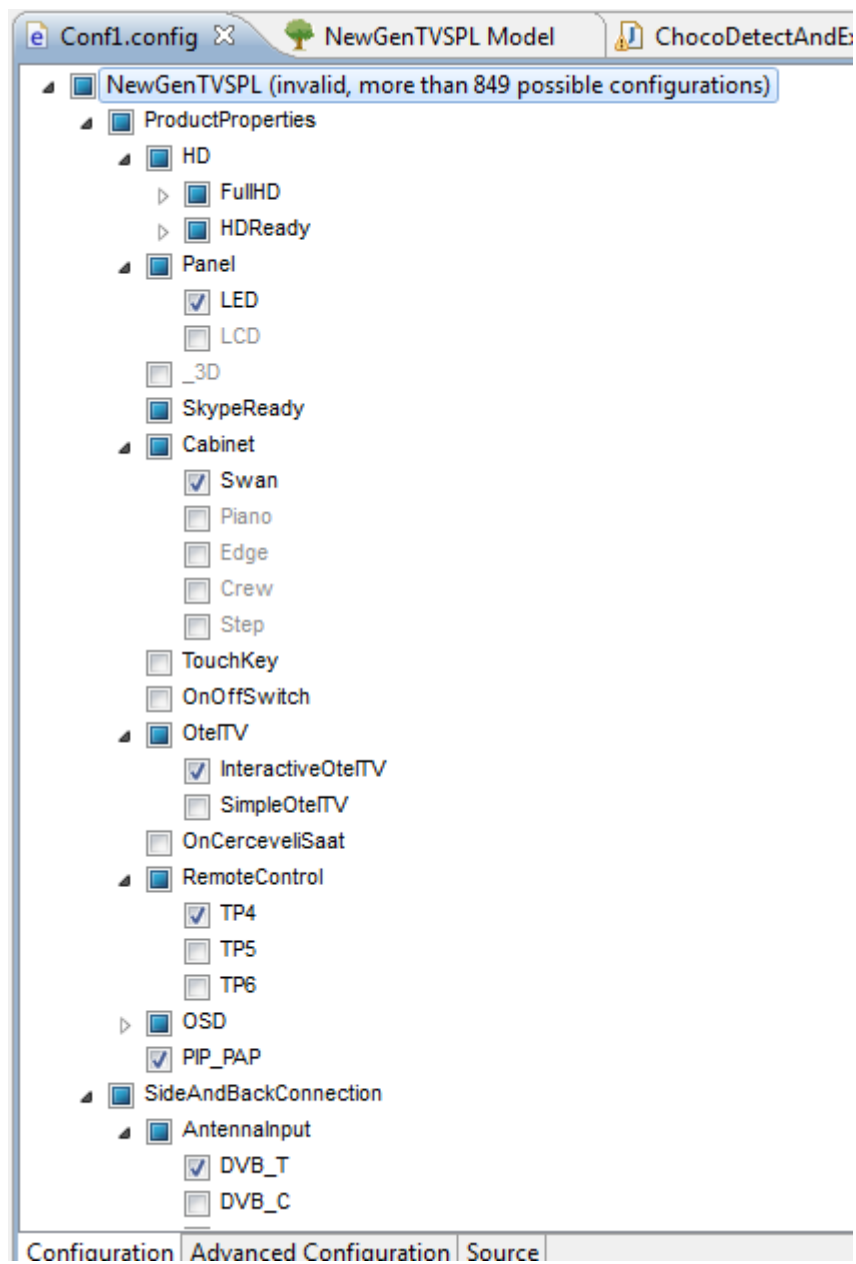 Conf1.config NewGenTVSPL Model ChocoDetectAndEx
NewGenTVSPL (invalid, more than 849 possible configurations)
ProductProperties
HD
FullHD
HDReady
Panel
LED
LCD
_3D
SkypeReady
Cabinet
Swan
Piano
Edge
Crew
Step
TouchKey
OnOffSwitch
OtelTV
InteractiveOtelTV
SimpleOtelTV
OnCerceveliSaat
RemoteControl
TP4
TP5
TP6
OSD
PIP_PAP
SideAndBackConnection
AntennaInput
DVB_T
DVB_C
Configuration Advanced Configuration Source